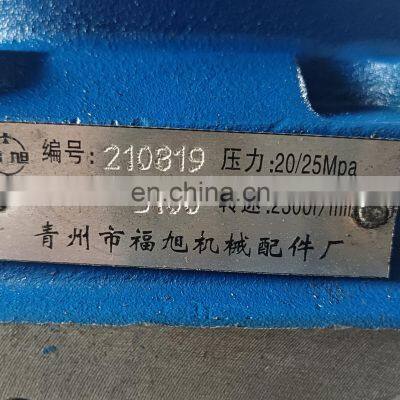 旭 编号: 210819 压力:20/25Mpa
en.china.cn
转速:2500r/min
青州市福旭机械配件厂